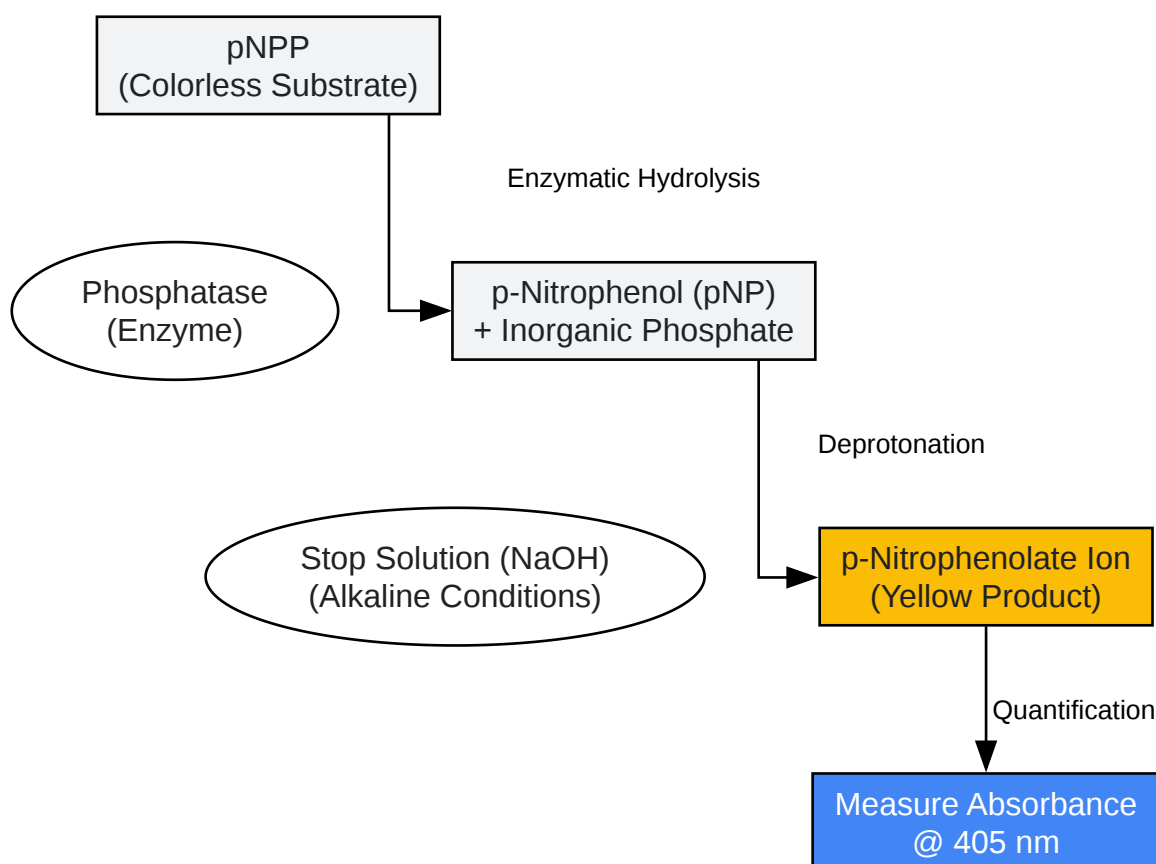 pNPP
(Colorless Substrate)
Enzymatic Hydrolysis
Phosphatase
(Enzyme)
p-Nitrophenol (pNP)
+ Inorganic Phosphate
Deprotonation
Stop Solution (NaOH)
(Alkaline Conditions)
p-Nitrophenolate Ion
(Yellow Product)
Quantification
Measure Absorbance
@ 405 nm